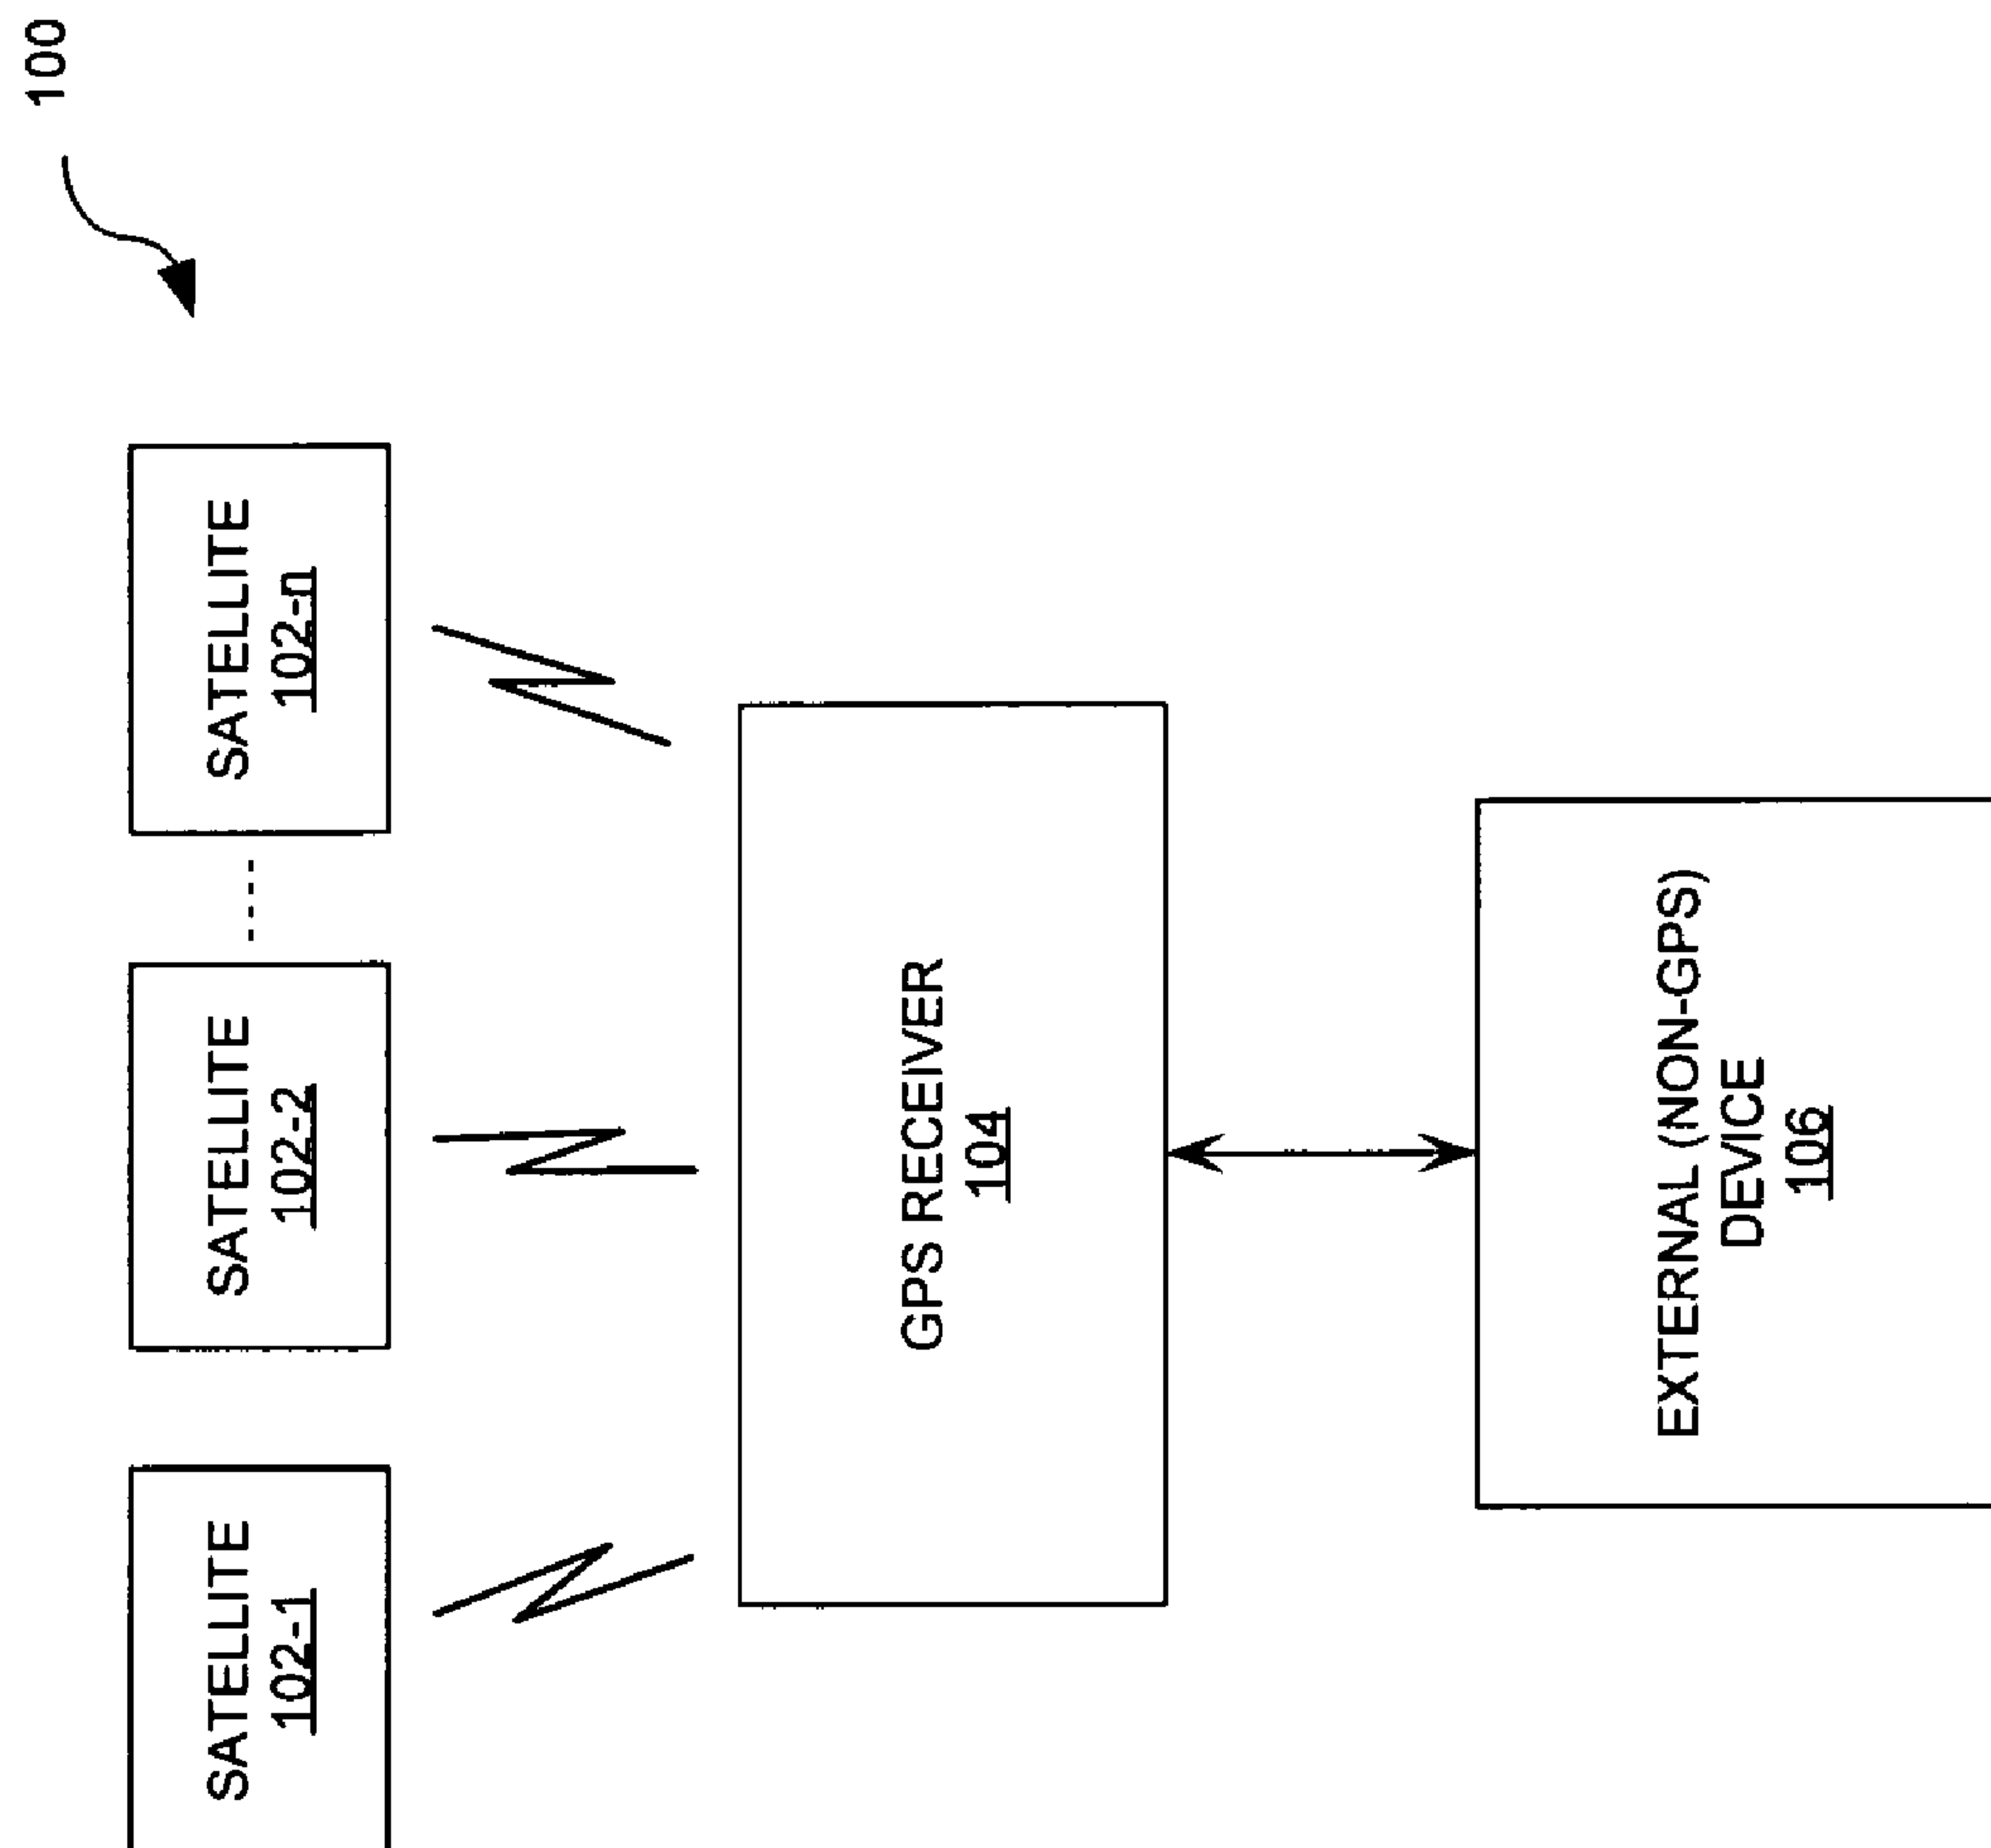 100
SATELLITE
102-1
SATELLITE
102-2
SATELLITE
102-n
GPS RECEIVER
104
EXTERNAL (NON-GPS)
DEVICE
106